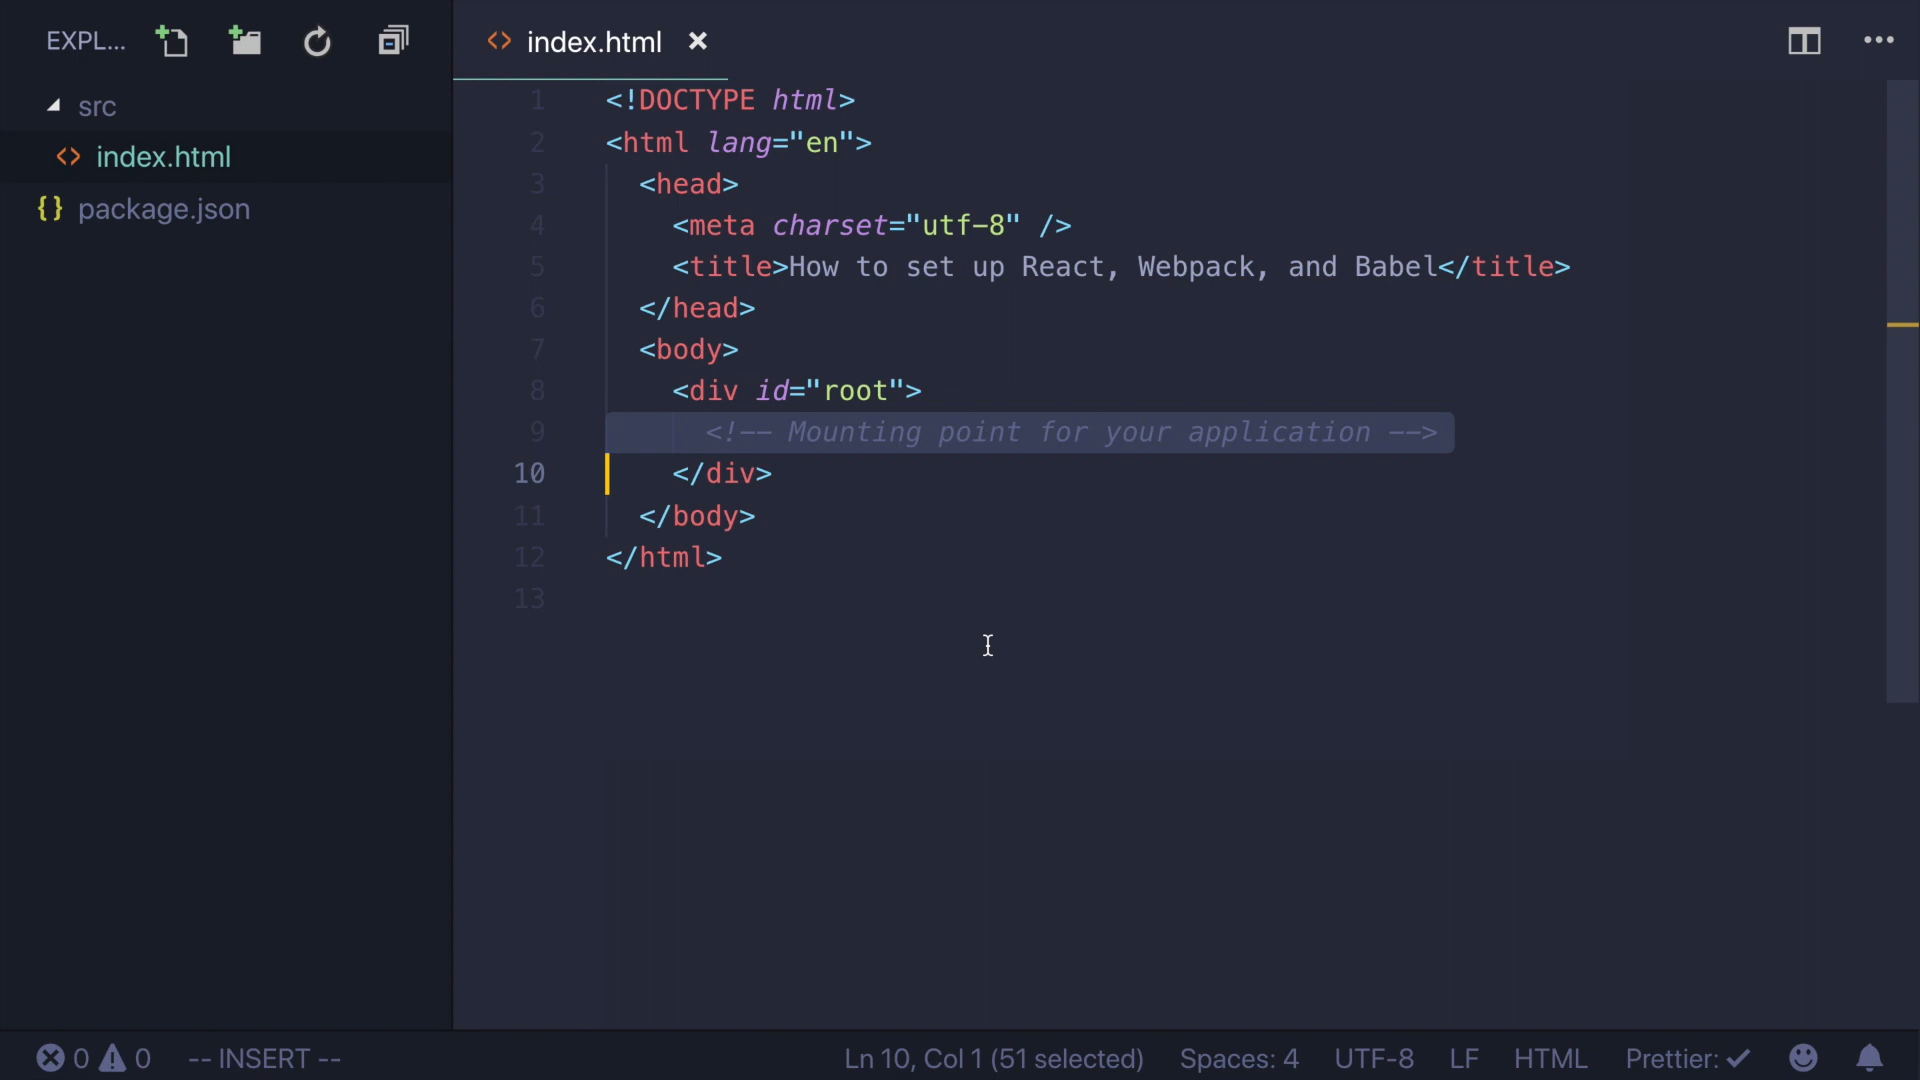 EXPL...
index.html
src
index.html
{} package.json
1 <!DOCTYPE html>
2 <html lang="en">
3 <head>
4 <meta charset="utf-8" />
5 <title>How to set up React, Webpack, and Babel</title>
6 </head>
7 <body>
8 <div id="root">
9 <!-- Mounting point for your application -->
10 </div>
11 </body>
12 </html>
13
0 0 -- INSERT -- Ln 10, Col 1 (51 selected) Spaces: 4 UTF-8 LF HTML Prettier: ✓